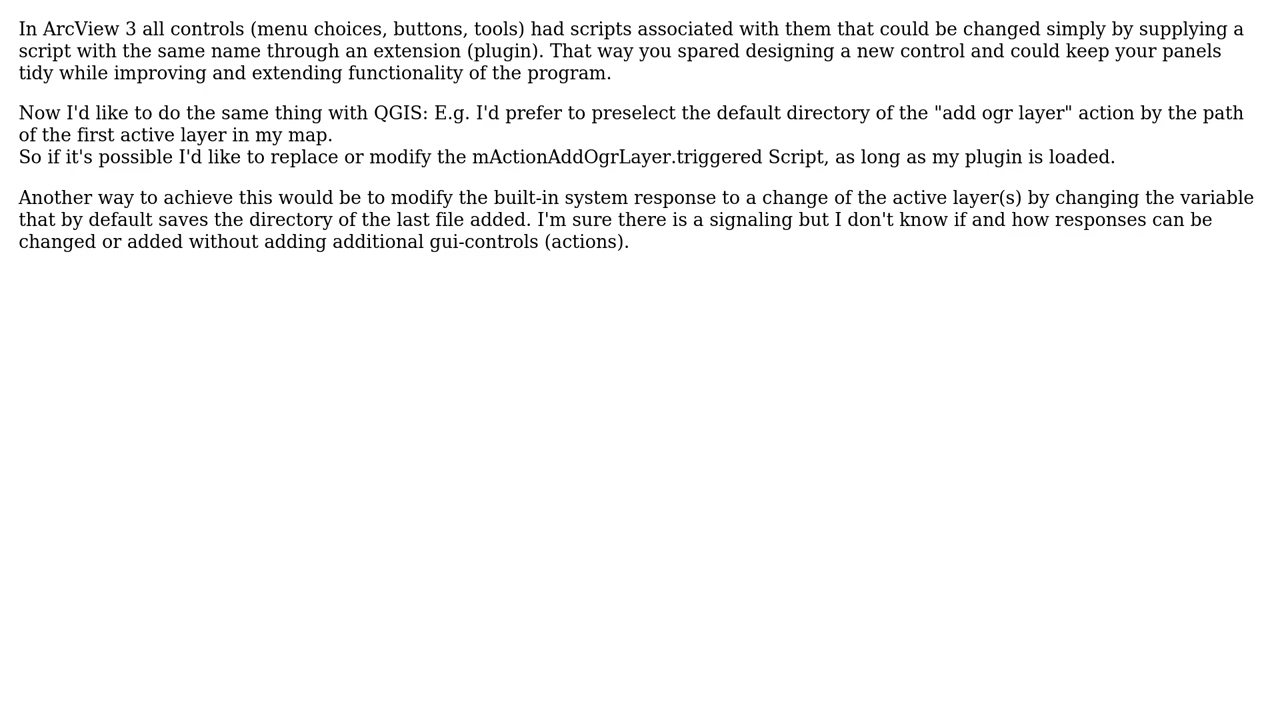 In ArcView 3 all controls (menu choices, buttons, tools) had scripts associated with them that could be changed simply by supplying a
script with the same name through an extension (plugin). That way you spared designing a new control and could keep your panels
tidy while improving and extending functionality of the program.
Now I'd like to do the same thing with QGIS: E.g. I'd prefer to preselect the default directory of the "add ogr layer" action by the path
of the first active layer in my map.
So if it's possible I'd like to replace or modify the mActionAddOgrLayer.triggered Script, as long as my plugin is loaded.
Another way to achieve this would be to modify the built-in system response to a change of the active layer(s) by changing the variable
that by default saves the directory of the last file added. I'm sure there is a signaling but I don't know if and how responses can be
changed or added without adding additional gui-controls (actions).